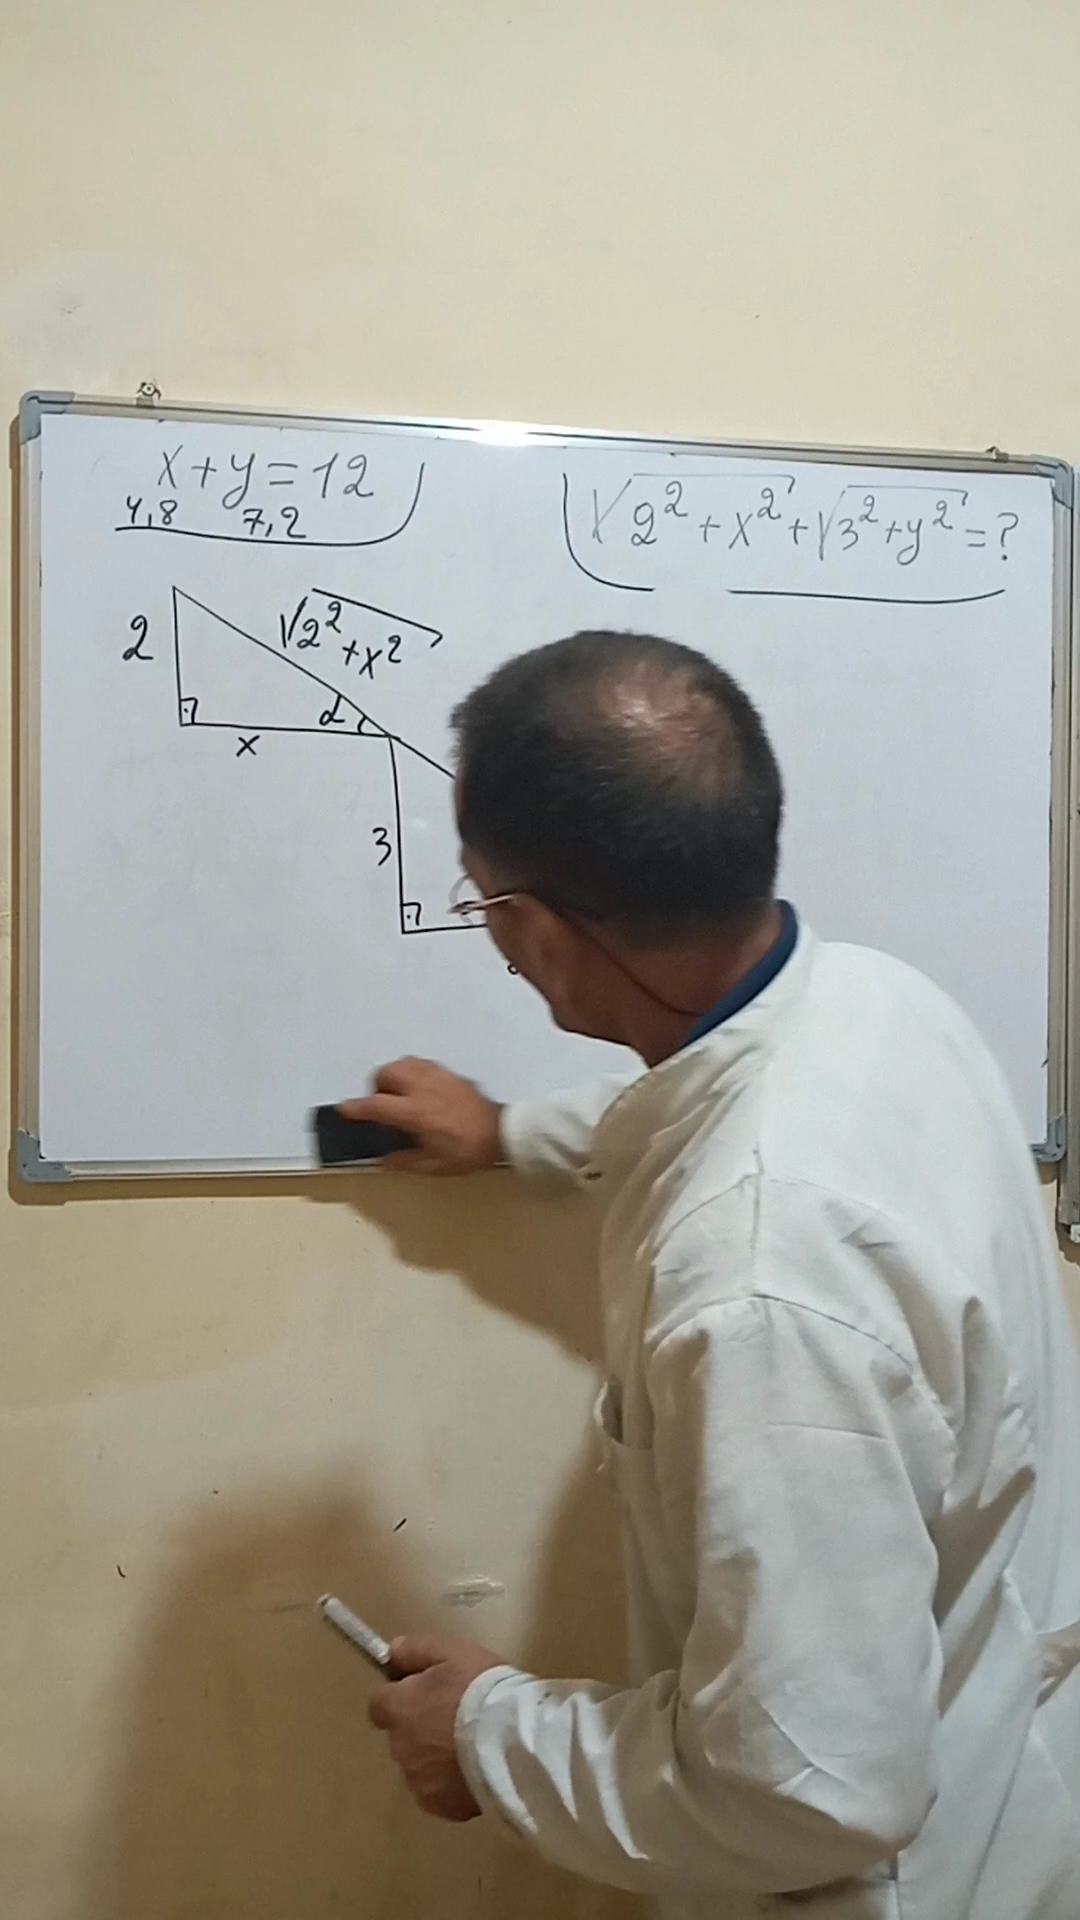 x+y=12
4,8 7,2
√2²+x² + √3²+y² = ?
2
√2²+x²
α
x
3